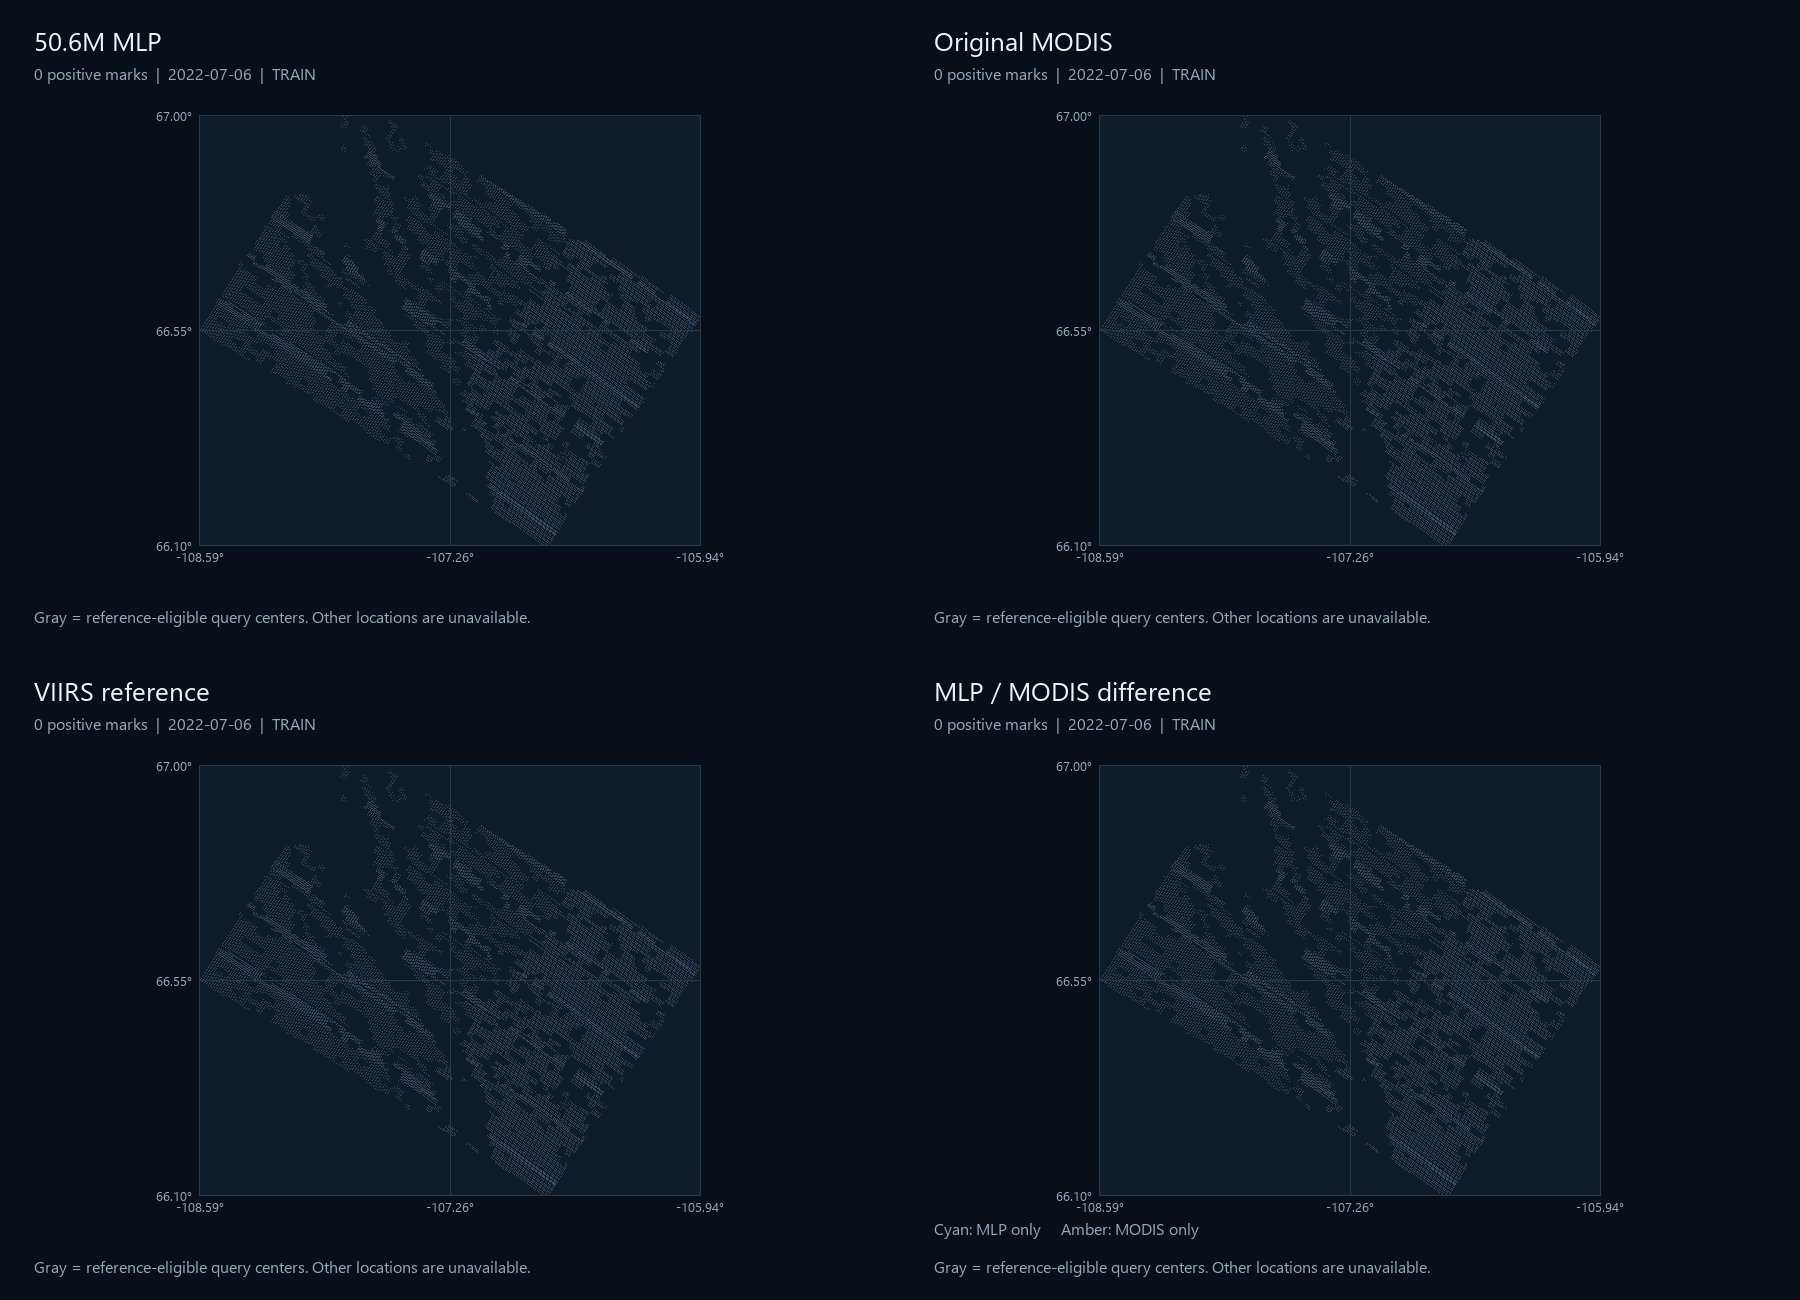 50.6M MLP
0 positive marks | 2022-07-06 | TRAIN
67.00°
66.55°
66.10°
-108.59°
-107.26°
-105.94°
Gray = reference-eligible query centers. Other locations are unavailable.
Original MODIS
0 positive marks | 2022-07-06 | TRAIN
67.00°
66.55°
66.10°
-108.59°
-107.26°
-105.94°
Gray = reference-eligible query centers. Other locations are unavailable.
VIIRS reference
0 positive marks | 2022-07-06 | TRAIN
67.00°
66.55°
66.10°
-108.59°
-107.26°
-105.94°
Gray = reference-eligible query centers. Other locations are unavailable.
MLP / MODIS difference
0 positive marks | 2022-07-06 | TRAIN
67.00°
66.55°
66.10°
-108.59°
-107.26°
-105.94°
Cyan: MLP only Amber: MODIS only
Gray = reference-eligible query centers. Other locations are unavailable.